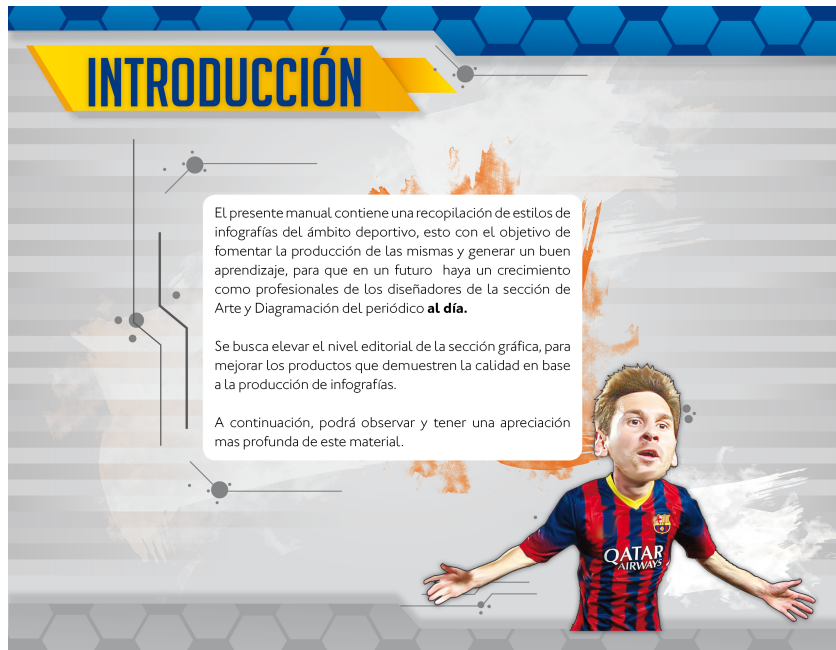 INTRODUCCIÓN
El presente manual contiene una recopilación de estilos de
infografías del ámbito deportivo, esto con el objetivo de
fomentar la producción de las mismas y generar un buen
aprendizaje, para que en un futuro haya un crecimiento
como profesionales de los diseñadores de la sección de
Arte y Diagramación del periódico al día.
Se busca elevar el nivel editorial de la sección gráfica, para
mejorar los productos que demuestren la calidad en base
a la producción de infografías.
A continuación, podrá observar y tener una apreciación
mas profunda de este material.
QATAR
AIRWAYS